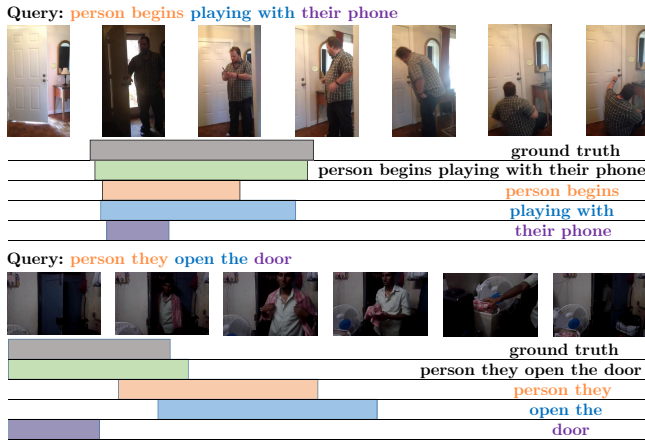 Query: person begins playing with their phone
ground truth
person begins playing with their phone
person begins
playing with
their phone
Query: person they open the door
ground truth
person they open the door
person they
open the
door